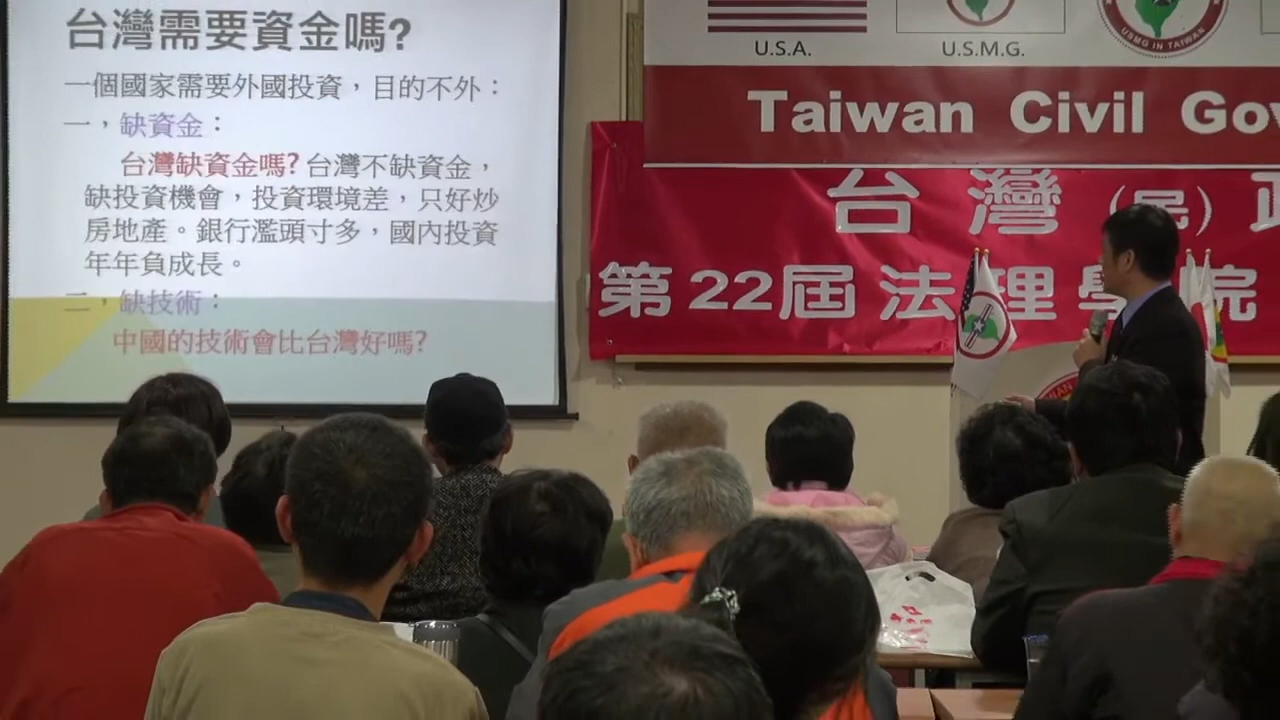 台灣需要資金嗎?
一個國家需要外國投資，目的不外：
一，缺資金：
台灣缺資金嗎? 台灣不缺資金，
缺投資機會，投資環境差，只好炒
房地產。銀行濫頭寸多，國內投資
年年負成長。
二，缺技術：
中國的技術會比台灣好嗎?
U.S.A.
U.S.M.G.
USMG IN TAIWAN
Taiwan Civil Gov
台灣（民）政
第22屆法理學院